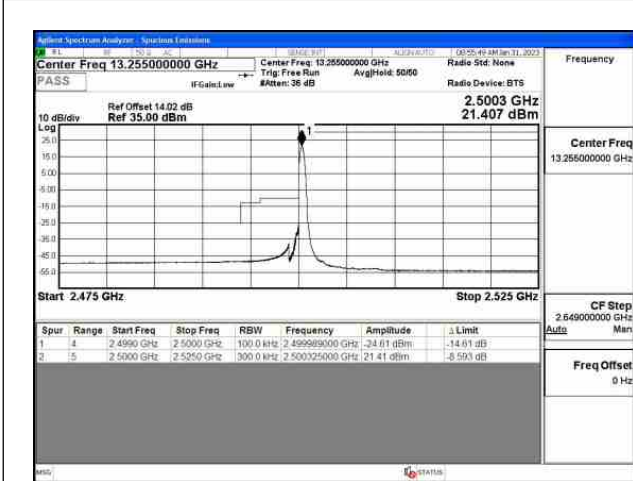 Agilent Spectrum Analyzer - Spurious Emissions
RL RF 50 Ω AC SENSE:INT ALIGN AUTO 08:55:49 AM Jan 31, 2023
Center Freq 13.255000000 GHz
Center Freq: 13.255000000 GHz
Radio Std: None
Trig: Free Run Avg|Hold: 50/50
PASS
IFGain:Low
#Atten: 36 dB
Radio Device: BTS
Ref Offset 14.02 dB
2.5003 GHz
10 dB/div Ref 35.00 dBm
21.407 dBm
Log
1
25.0
15.0
5.00
-5.00
-15.0
-25.0
-35.0
-45.0
-55.0
Start 2.475 GHz Stop 2.525 GHz
Spur Range Start Freq Stop Freq RBW Frequency Amplitude Δ Limit
1 4 2.4990 GHz 2.5000 GHz 100.0 kHz 2.499989000 GHz -24.61 dBm -14.61 dB
2 5 2.5000 GHz 2.5250 GHz 300.0 kHz 2.500325000 GHz 21.41 dBm -8.593 dB
MSG STATUS
Frequency
Center Freq
13.255000000 GHz
CF Step
2.649000000 GHz
Auto Man
Freq Offset
0 Hz